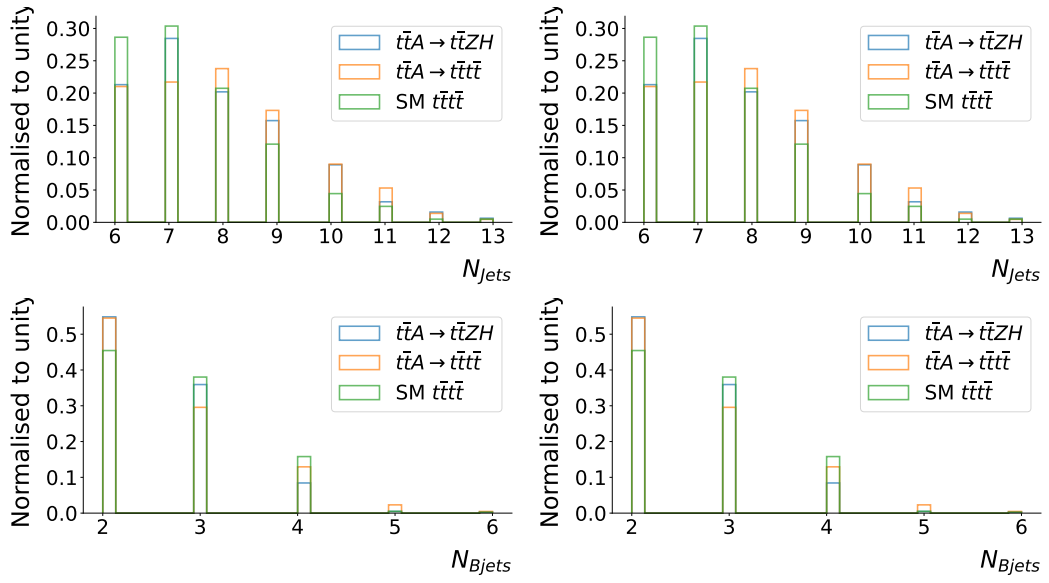 Normalised to unity
0.30
0.25
0.20
0.15
0.10
0.05
0.00
6 7 8 9 10 11 12 13
N_Jets
tt̄A → tt̄ZH
tt̄A → tt̄tt̄
SM tt̄tt̄
Normalised to unity
0.30
0.25
0.20
0.15
0.10
0.05
0.00
6 7 8 9 10 11 12 13
N_Jets
tt̄A → tt̄ZH
tt̄A → tt̄tt̄
SM tt̄tt̄
Normalised to unity
0.5
0.4
0.3
0.2
0.1
0.0
2 3 4 5 6
N_Bjets
tt̄A → tt̄ZH
tt̄A → tt̄tt̄
SM tt̄tt̄
Normalised to unity
0.5
0.4
0.3
0.2
0.1
0.0
2 3 4 5 6
N_Bjets
tt̄A → tt̄ZH
tt̄A → tt̄tt̄
SM tt̄tt̄